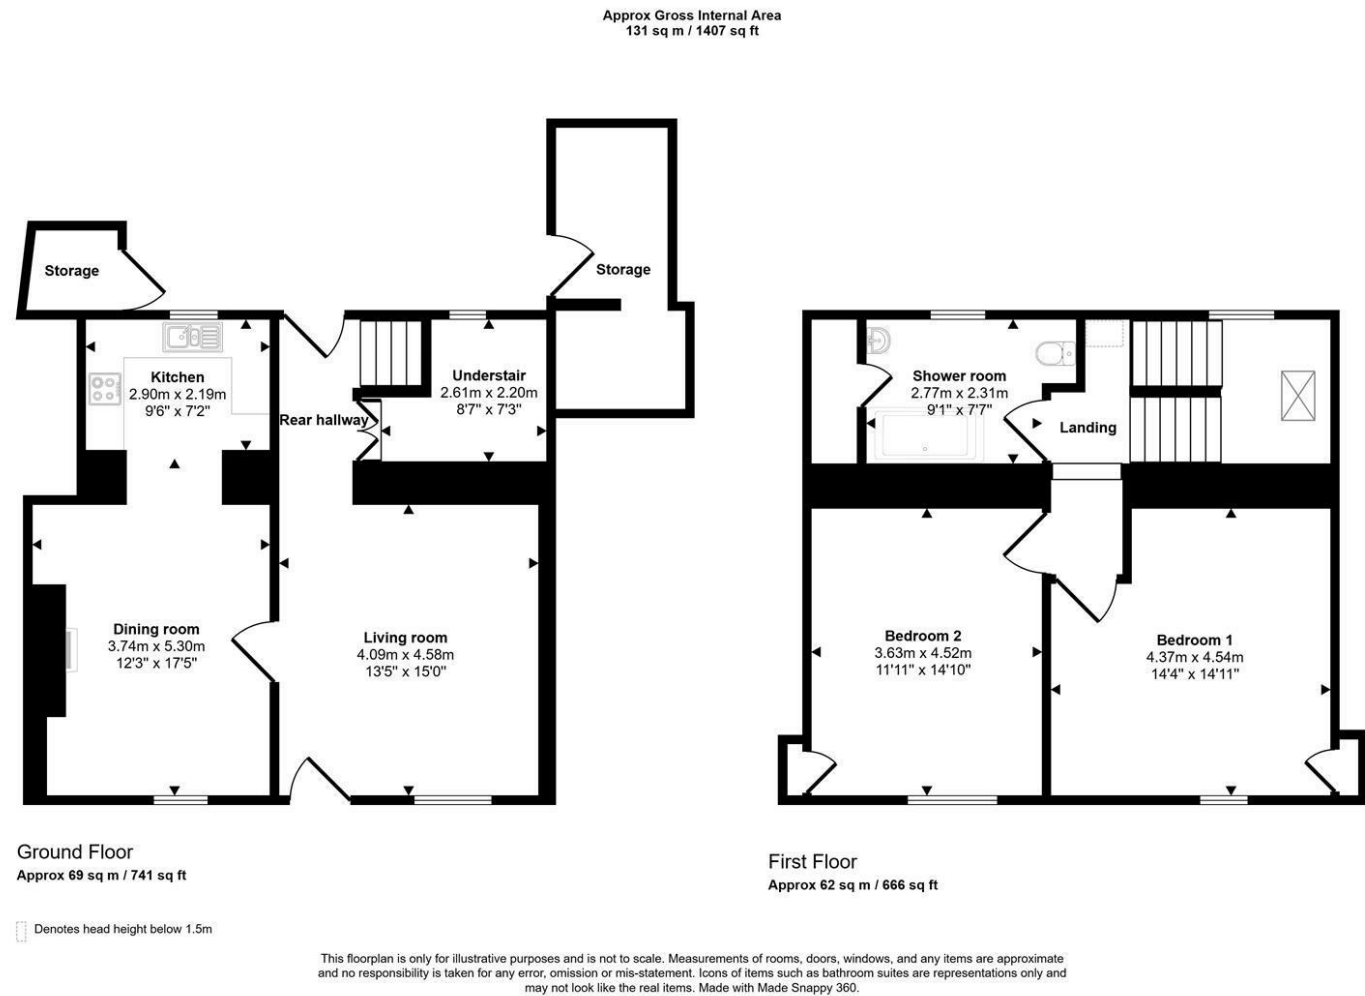 Approx Gross Internal Area
131 sq m / 1407 sq ft
Storage
Storage
Kitchen
2.90m x 2.19m
9'6" x 7'2"
Rear hallway
Understair
2.61m x 2.20m
8'7" x 7'3"
Dining room
3.74m x 5.30m
12'3" x 17'5"
Living room
4.09m x 4.58m
13'5" x 15'0"
Shower room
2.77m x 2.31m
9'1" x 7'7"
Landing
Bedroom 2
3.63m x 4.52m
11'11" x 14'10"
Bedroom 1
4.37m x 4.54m
14'4" x 14'11"
Ground Floor
Approx 69 sq m / 741 sq ft
First Floor
Approx 62 sq m / 666 sq ft
Denotes head height below 1.5m
This floorplan is only for illustrative purposes and is not to scale. Measurements of rooms, doors, windows, and any items are approximate
and no responsibility is taken for any error, omission or mis-statement. Icons of items such as bathroom suites are representations only and
may not look like the real items. Made with Made Snappy 360.